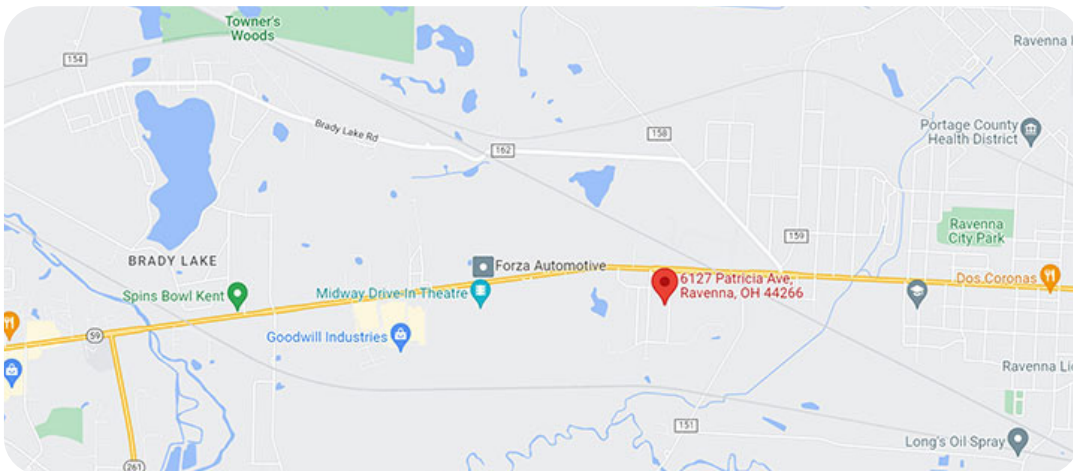 Towner's
Woods
154
Ravenna
Brady Lake Rd
158
Portage County
Health District
162
Ravenna
City Park
159
BRADY LAKE
Forza Automotive
6127 Patricia Ave,
Ravenna, OH 44266
Dos Coronas
Spins Bowl Kent
Midway Drive-In Theatre
59
Goodwill Industries
Ravenna Li
151
Long's Oil Spray
261